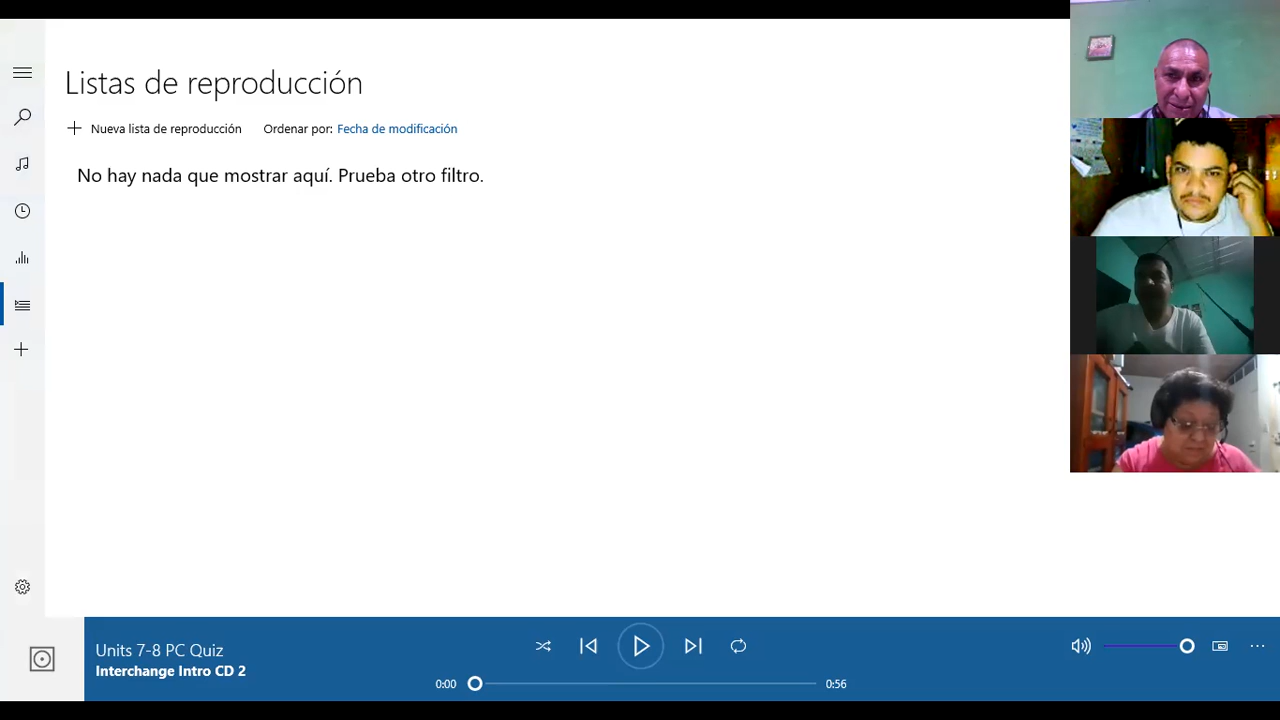 Listas de reproducción
Nueva lista de reproducción Ordenar por: Fecha de modificación
No hay nada que mostrar aquí. Prueba otro filtro.
Units 7-8 PC Quiz
Interchange Intro CD 2
0:00 0:56